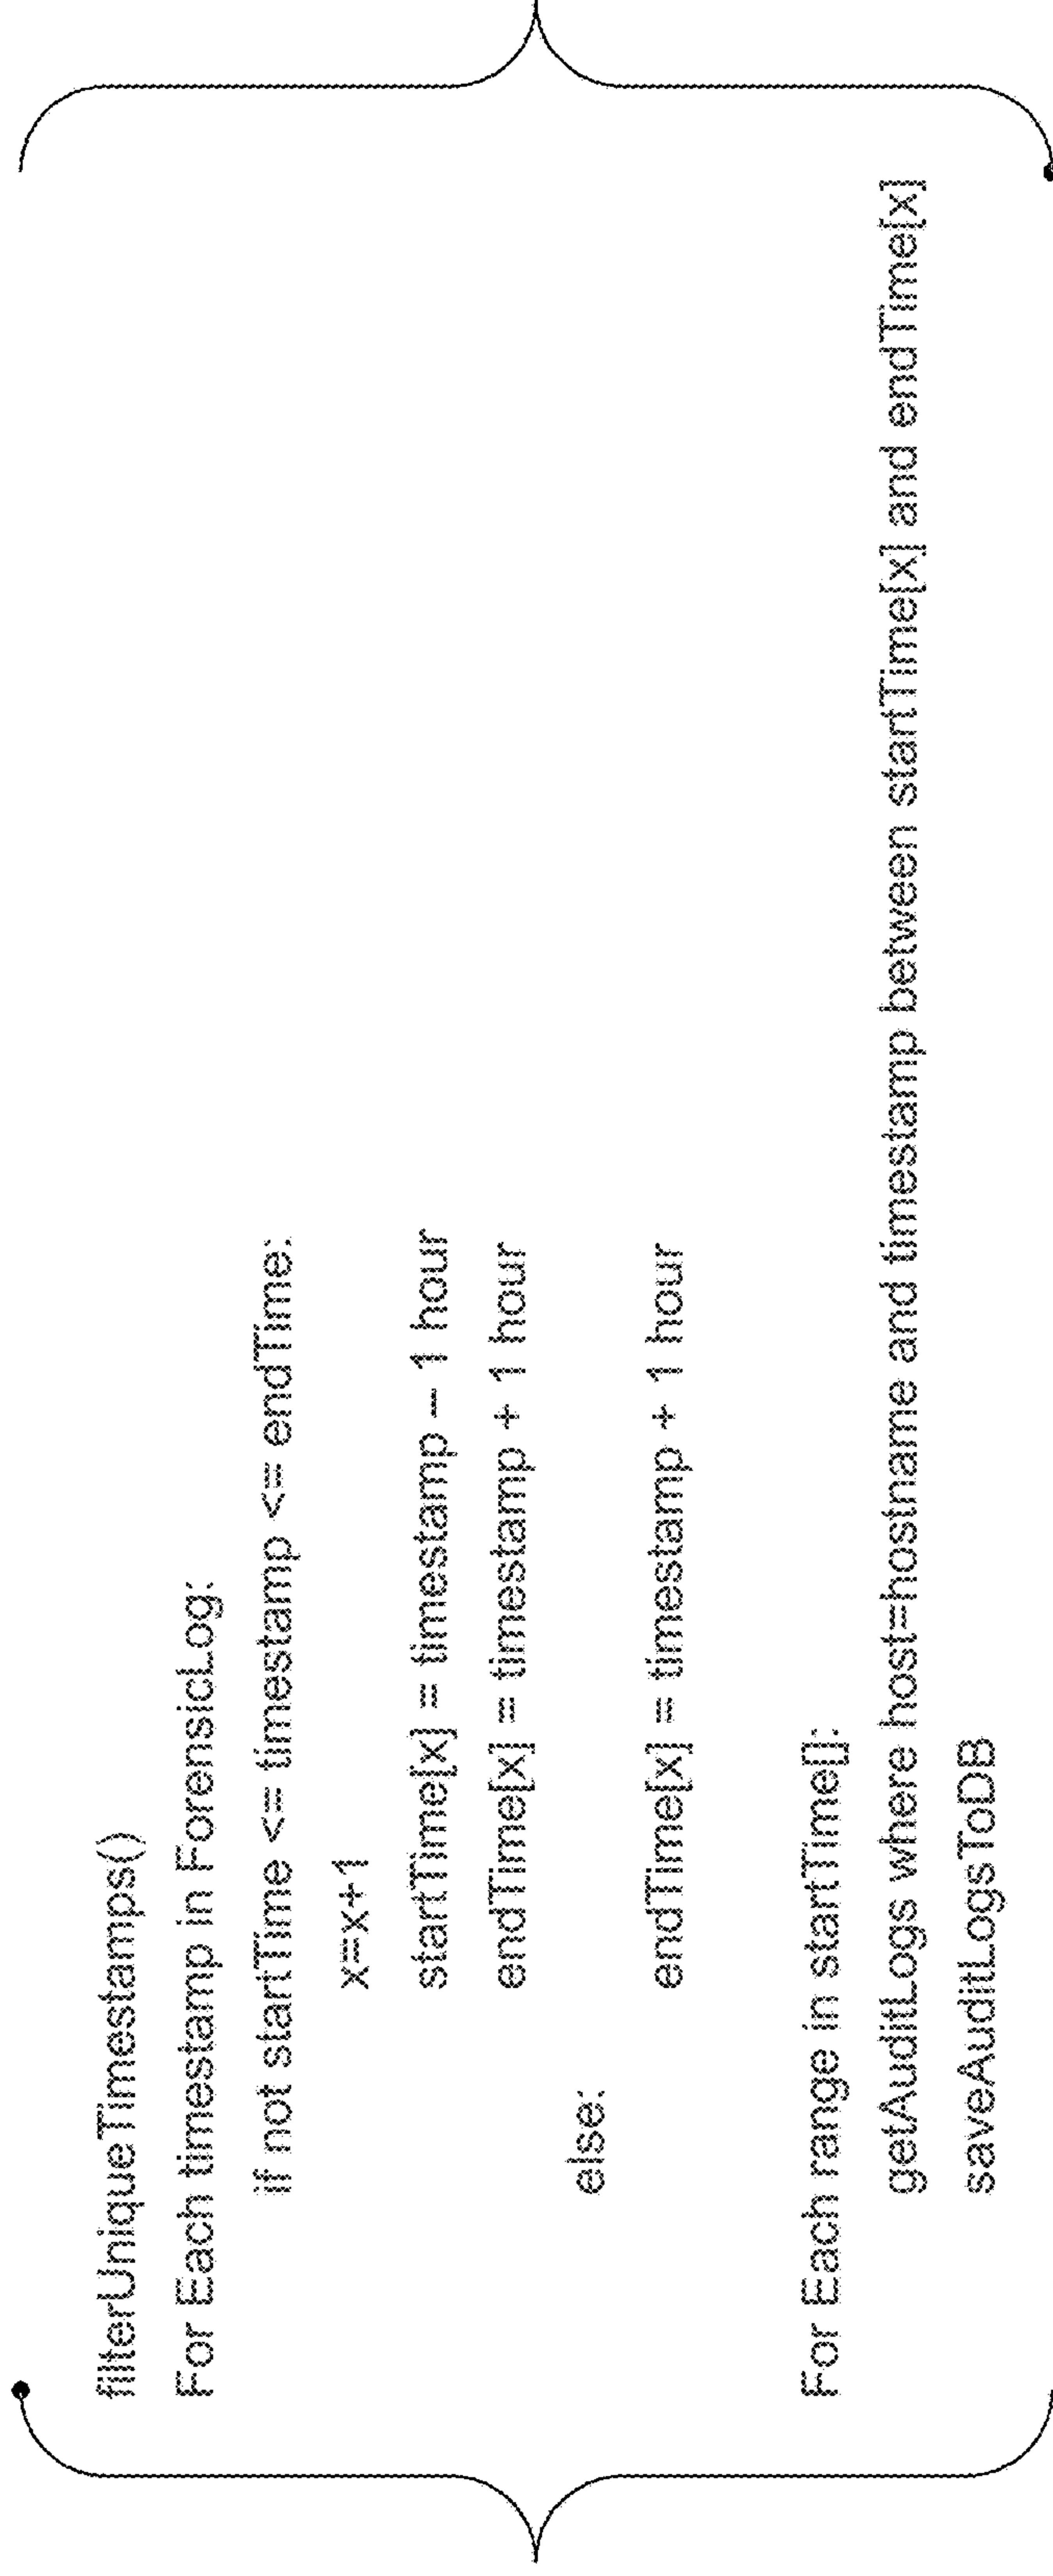 filterUniqueTimestamps()
For Each timestamp in ForensicLog:
if not startTime <= timestamp <= endTime:
x=x+1
startTime[x] = timestamp – 1 hour
endTime[x] = timestamp + 1 hour
else:
endTime[x] = timestamp + 1 hour
For Each range in startTime[]:
getAuditLogs where host=hostname and timestamp between startTime[x] and endTime[x]
saveAuditLogsToDB